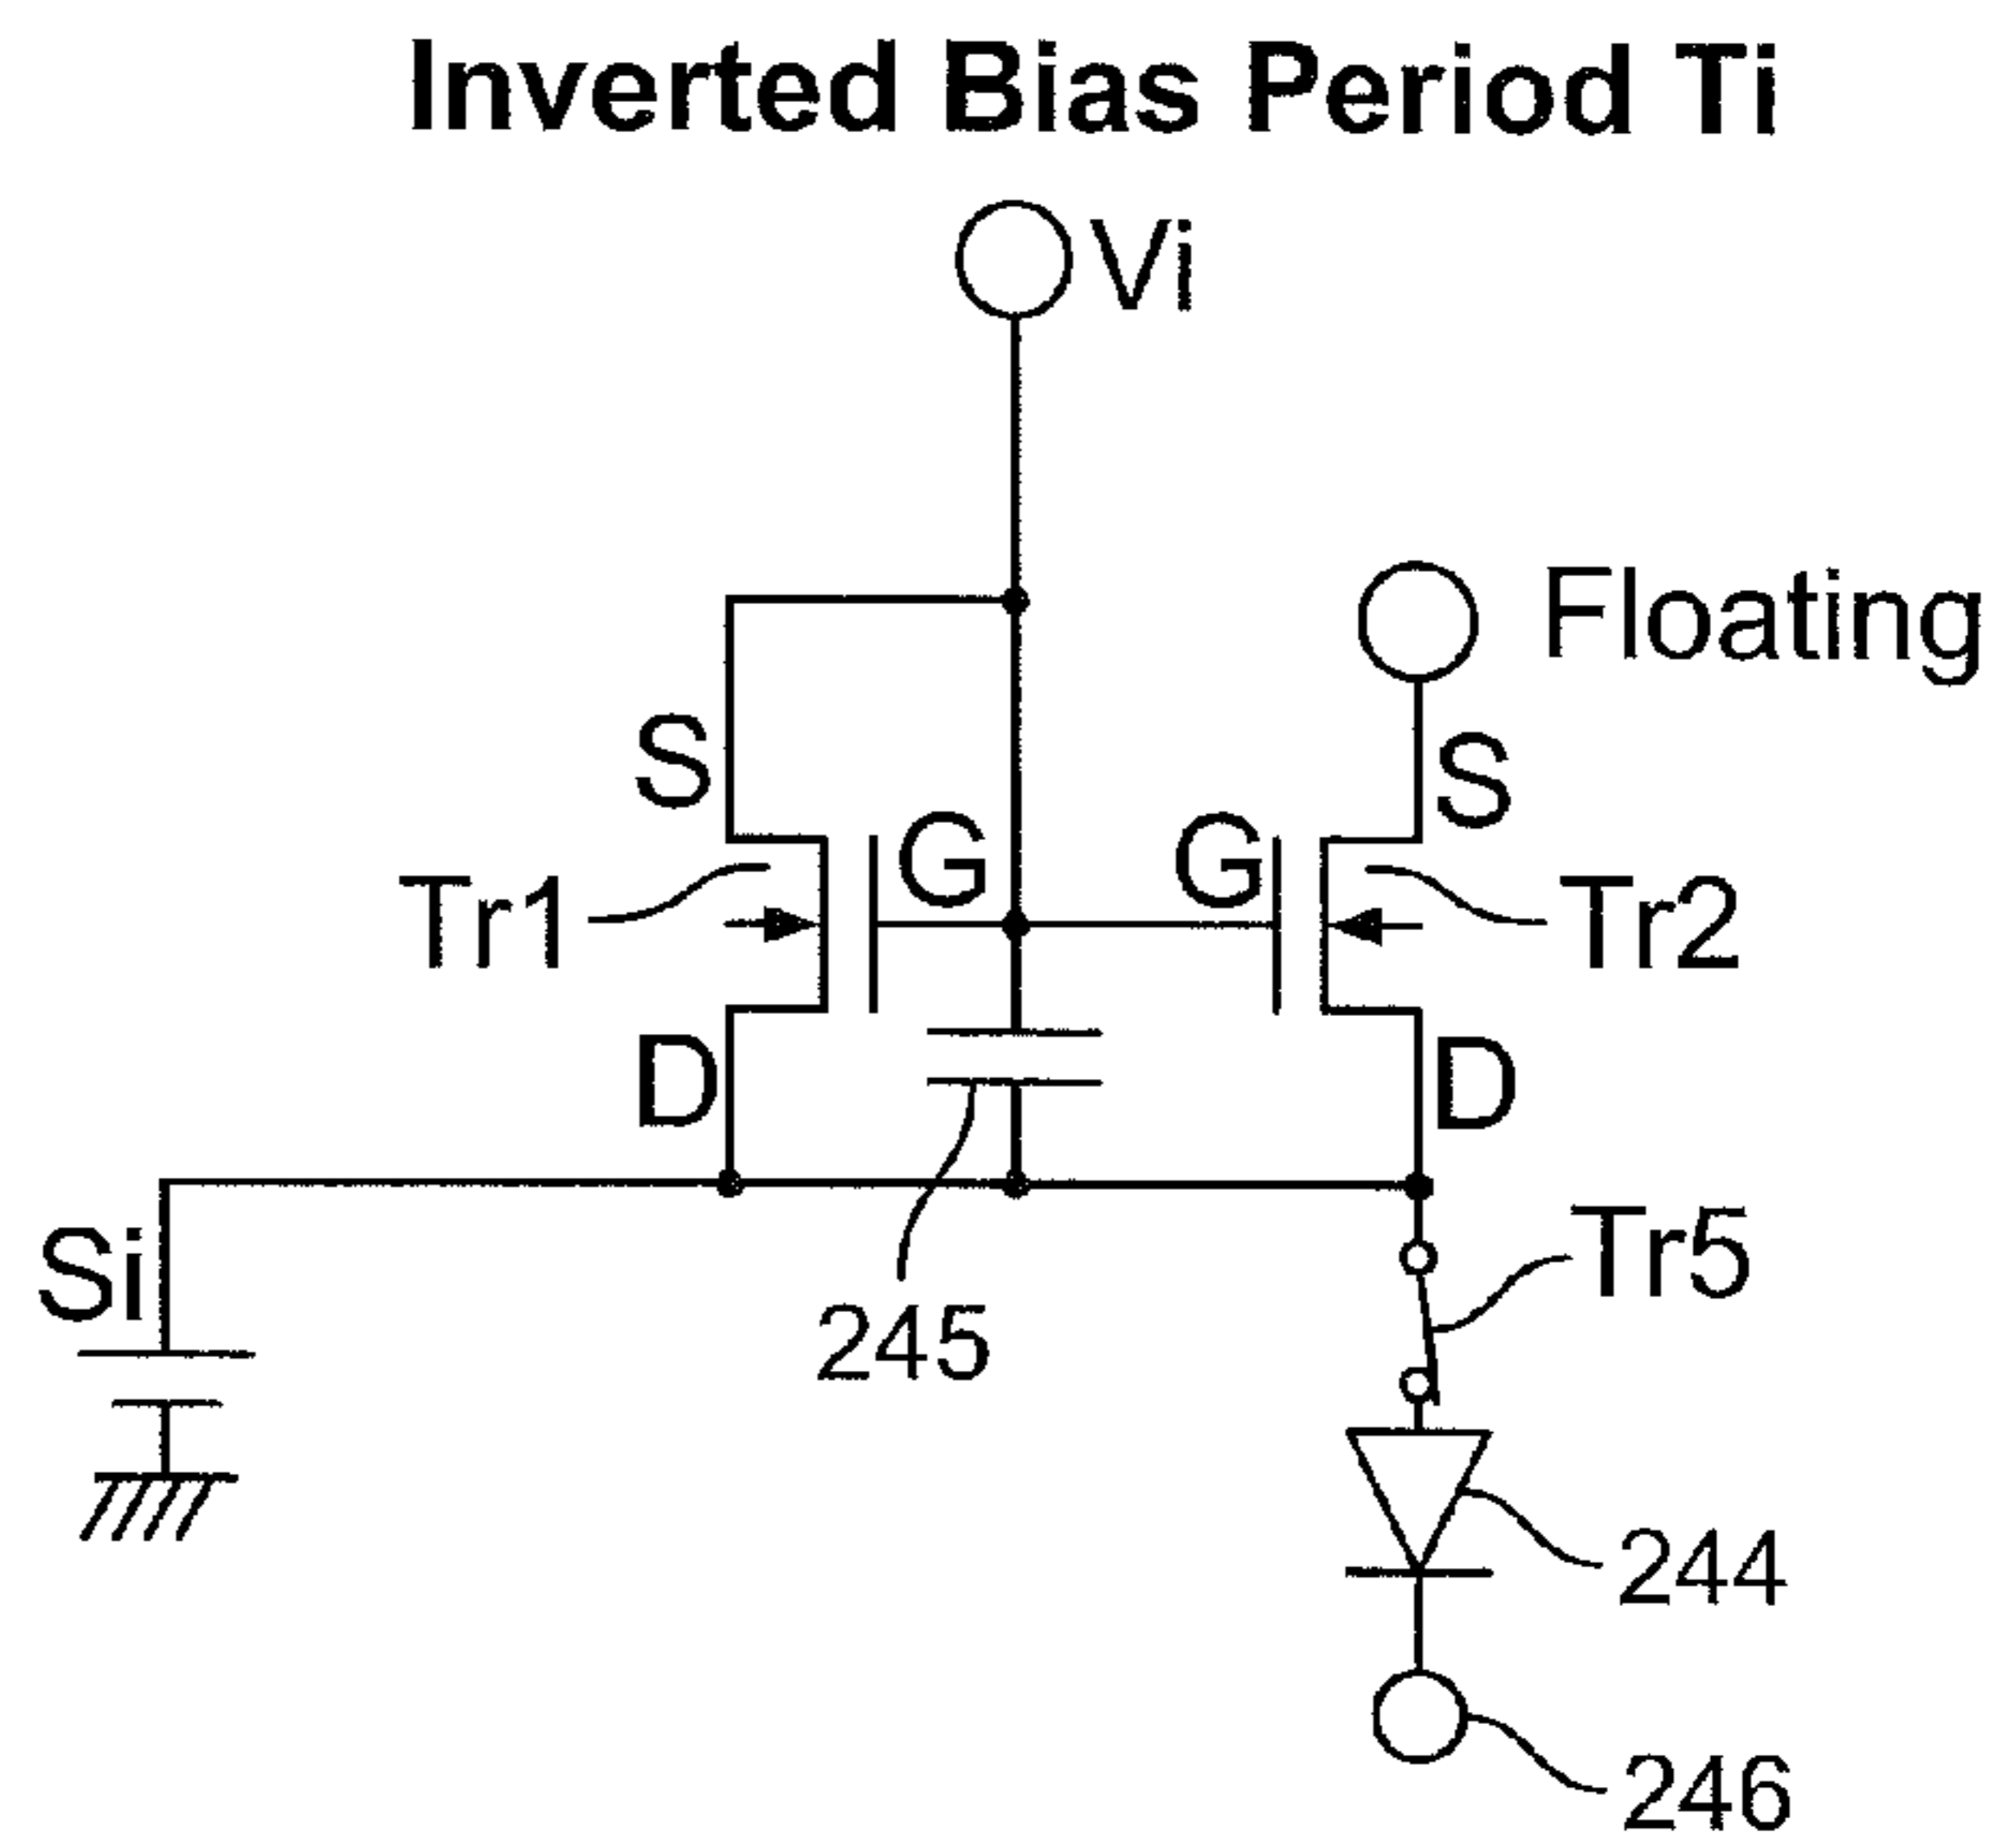 Inverted Bias Period Ti
Vi
Floating
S
S
G
G
Tr1
Tr2
D
D
Si
Tr5
245
244
246